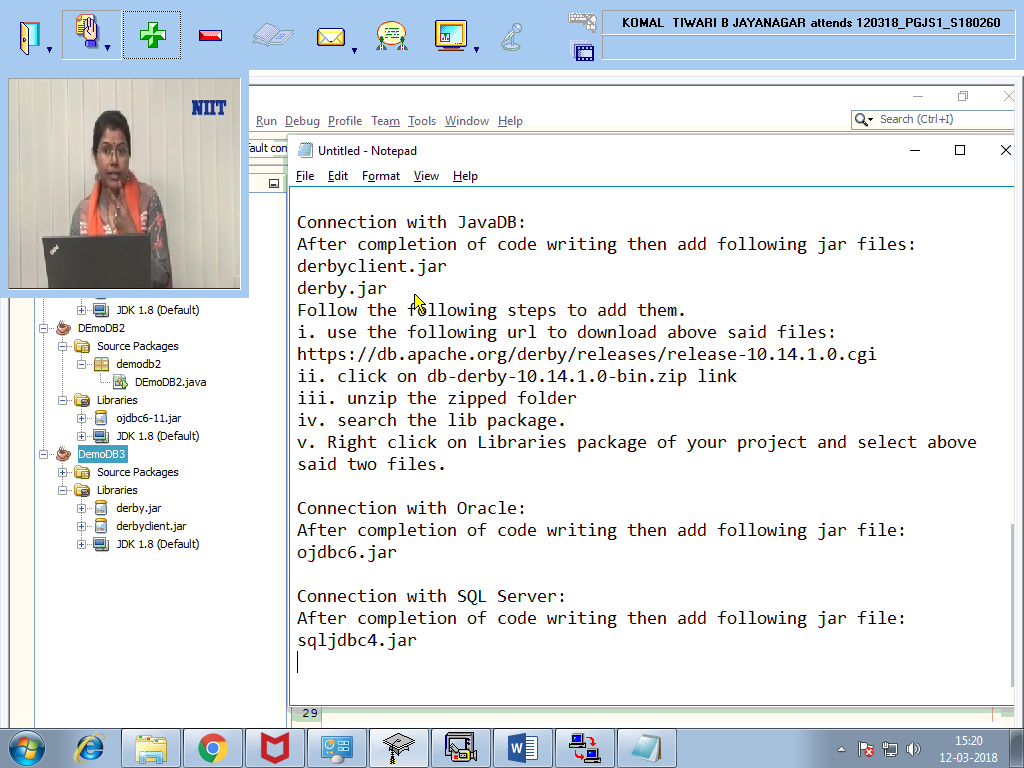 KOMAL TIWARI B JAYANAGAR attends 120318_PGJS1_S180260
NIIT
Run Debug Profile Team Tools Window Help
Search (Ctrl+I)
fault con
Untitled - Notepad
File Edit Format View Help
Connection with JavaDB:
After completion of code writing then add following jar files:
derbyclient.jar
derby.jar
Follow the following steps to add them.
i. use the following url to download above said files:
https://db.apache.org/derby/releases/release-10.14.1.0.cgi
ii. click on db-derby-10.14.1.0-bin.zip link
iii. unzip the zipped folder
iv. search the lib package.
v. Right click on Libraries package of your project and select above
said two files.
Connection with Oracle:
After completion of code writing then add following jar file:
ojdbc6.jar
Connection with SQL Server:
After completion of code writing then add following jar file:
sqljdbc4.jar
JDK 1.8 (Default)
DEmoDB2
Source Packages
demodb2
DEmoDB2.java
Libraries
ojdbc6-11.jar
JDK 1.8 (Default)
DemoDB3
Source Packages
Libraries
derby.jar
derbyclient.jar
JDK 1.8 (Default)
29
15:20
12-03-2018